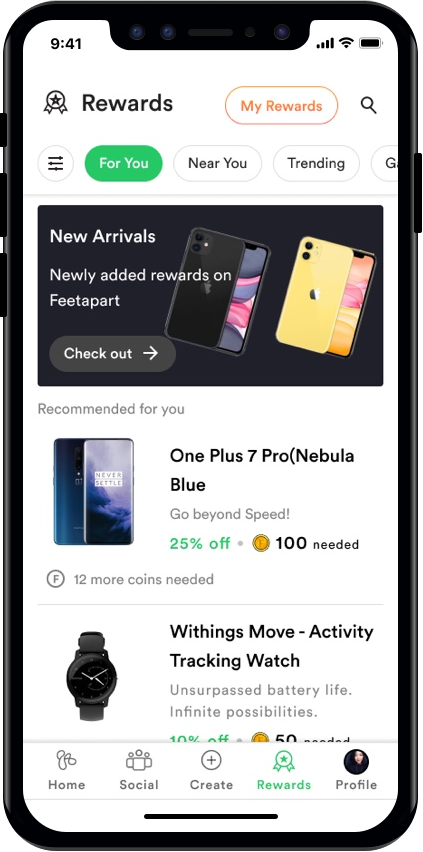 9:41
Rewards
My Rewards
For You
Near You
Trending
New Arrivals
Newly added rewards on
Feetapart
Check out
Recommended for you
NEVER
SETTLE
One Plus 7 Pro(Nebula
Blue
Go beyond Speed!
25% off • F 100 needed
F 12 more coins needed
Withings Move - Activity
Tracking Watch
Unsurpassed battery life.
Infinite possibilities.
10% off • F 50 needed
Home
Social
Create
Rewards
Profile